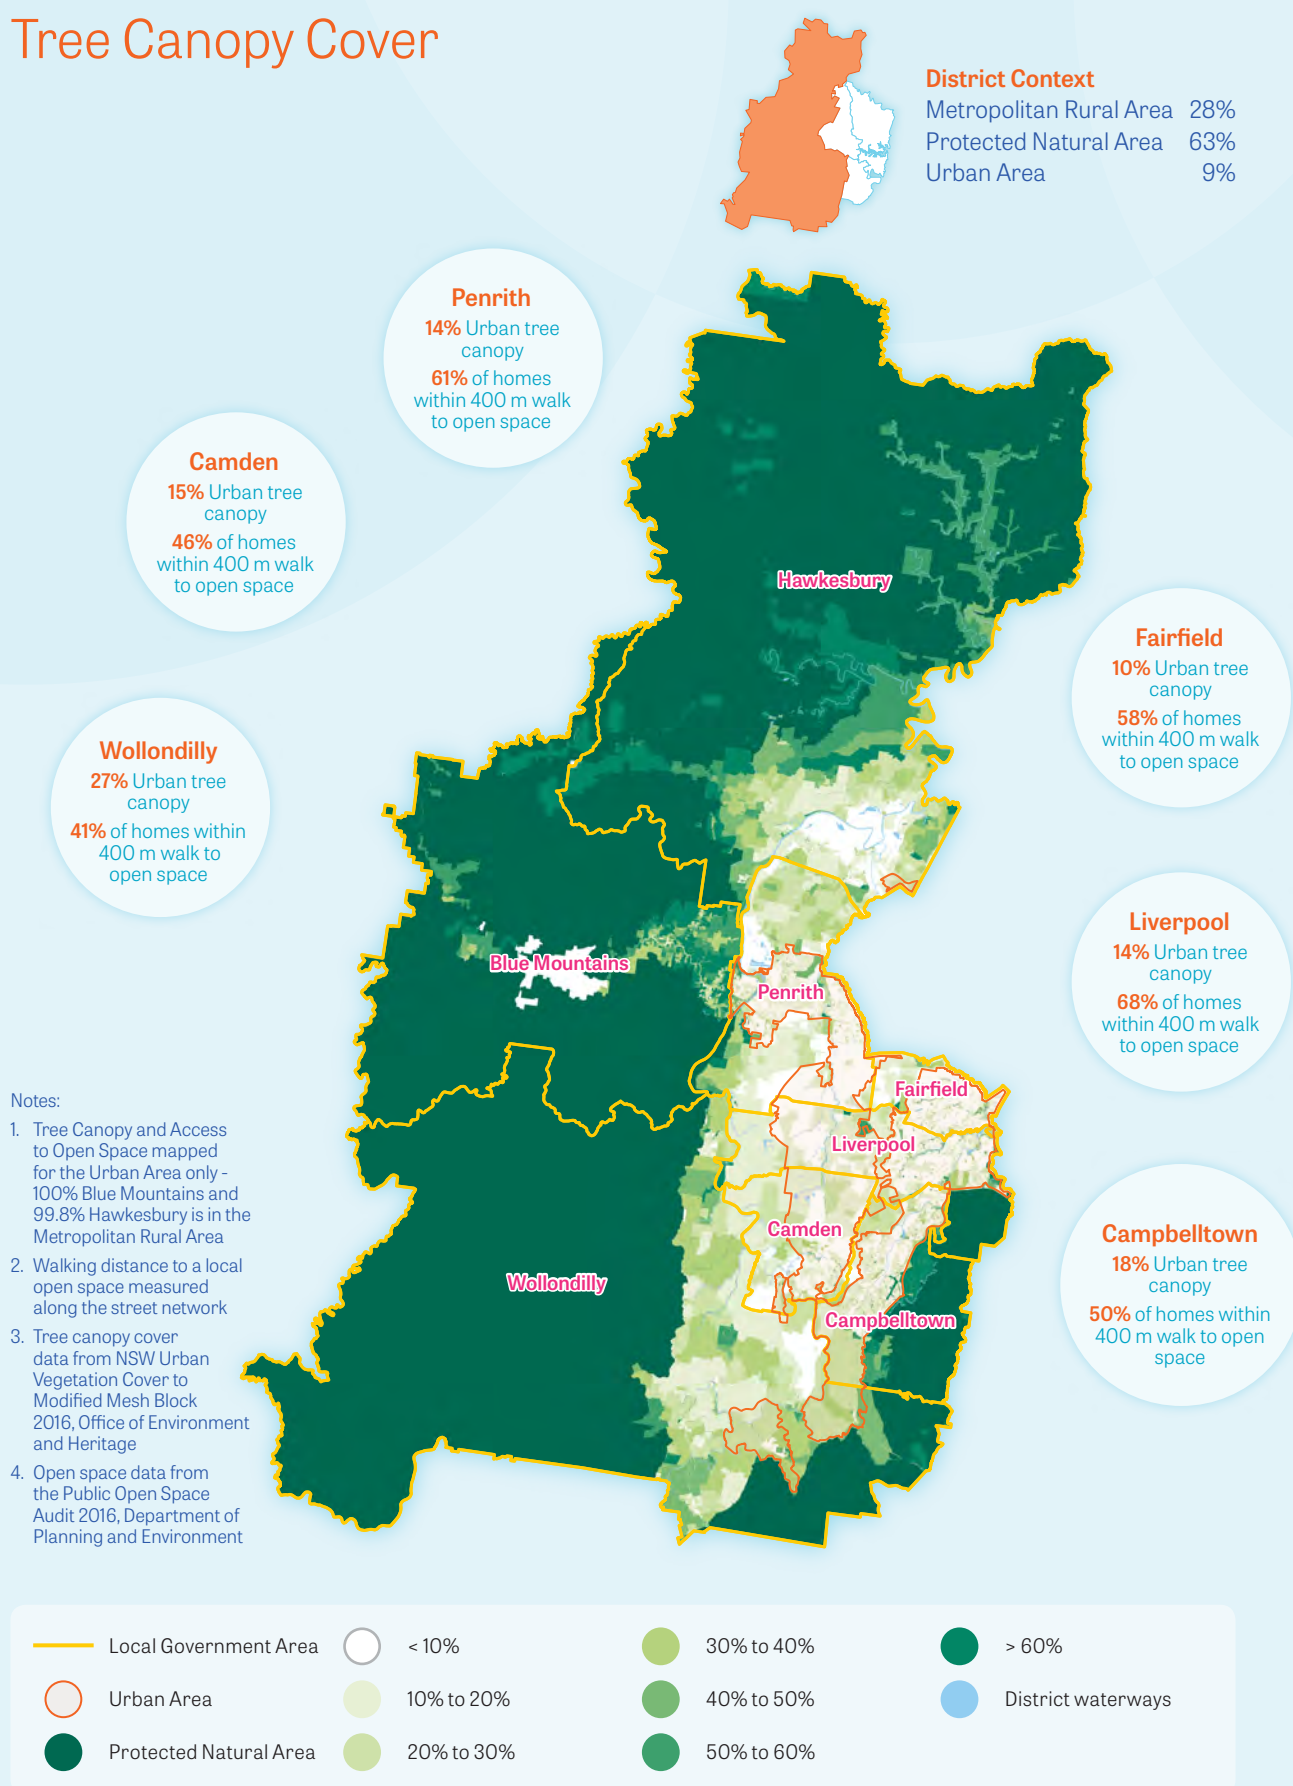 Tree Canopy Cover
District Context
Metropolitan Rural Area 28%
Protected Natural Area 63%
Urban Area 9%
Penrith
14% Urban tree
canopy
61% of homes
within 400 m walk
to open space
Camden
15% Urban tree
canopy
46% of homes
within 400 m walk
to open space
Wollondilly
27% Urban tree
canopy
41% of homes within
400 m walk to
open space
Fairfield
10% Urban tree
canopy
58% of homes
within 400 m walk
to open space
Liverpool
14% Urban tree
canopy
68% of homes
within 400 m walk
to open space
Campbelltown
18% Urban tree
canopy
50% of homes within
400 m walk to open
space
Hawkesbury
Blue Mountains
Penrith
Fairfield
Liverpool
Camden
Wollondilly
Campbelltown
Notes:
1. Tree Canopy and Access
to Open Space mapped
for the Urban Area only -
100% Blue Mountains and
99.8% Hawkesbury is in the
Metropolitan Rural Area
2. Walking distance to a local
open space measured
along the street network
3. Tree canopy cover
data from NSW Urban
Vegetation Cover to
Modified Mesh Block
2016, Office of Environment
and Heritage
4. Open space data from
the Public Open Space
Audit 2016, Department of
Planning and Environment
Local Government Area
Urban Area
Protected Natural Area
< 10%
10% to 20%
20% to 30%
30% to 40%
40% to 50%
50% to 60%
> 60%
District waterways